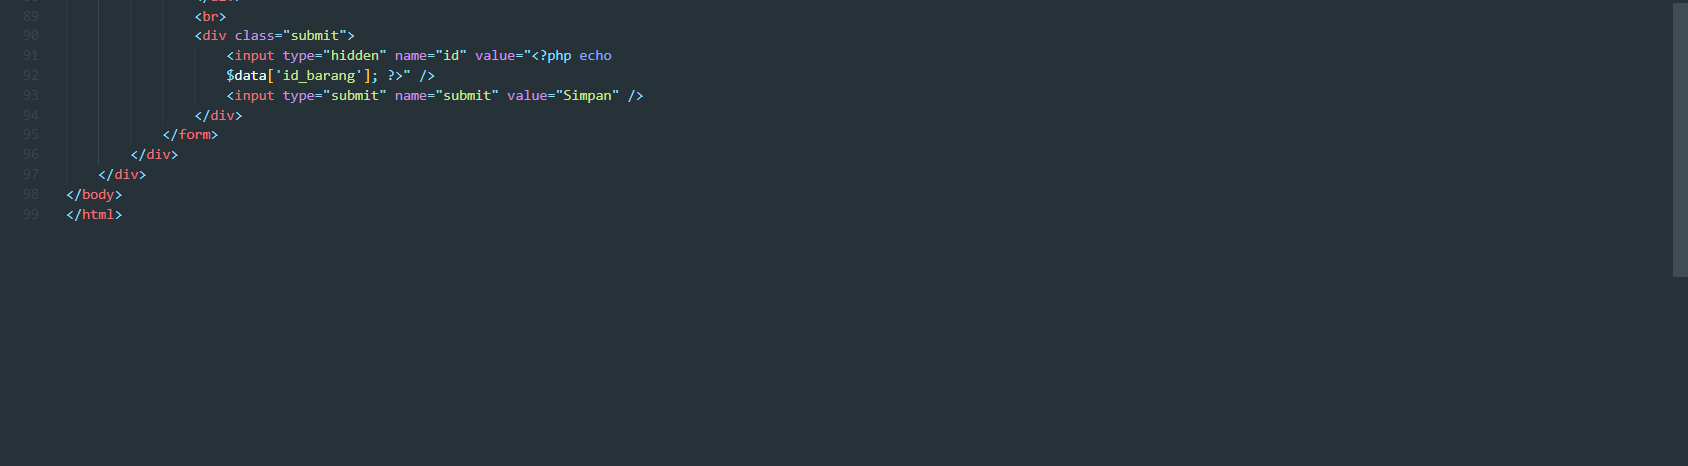 89 <br>
90 <div class="submit">
91 <input type="hidden" name="id" value="<?php echo
92 $data['id_barang']; ?>" />
93 <input type="submit" name="submit" value="Simpan" />
94 </div>
95 </form>
96 </div>
97 </div>
98 </body>
99 </html>